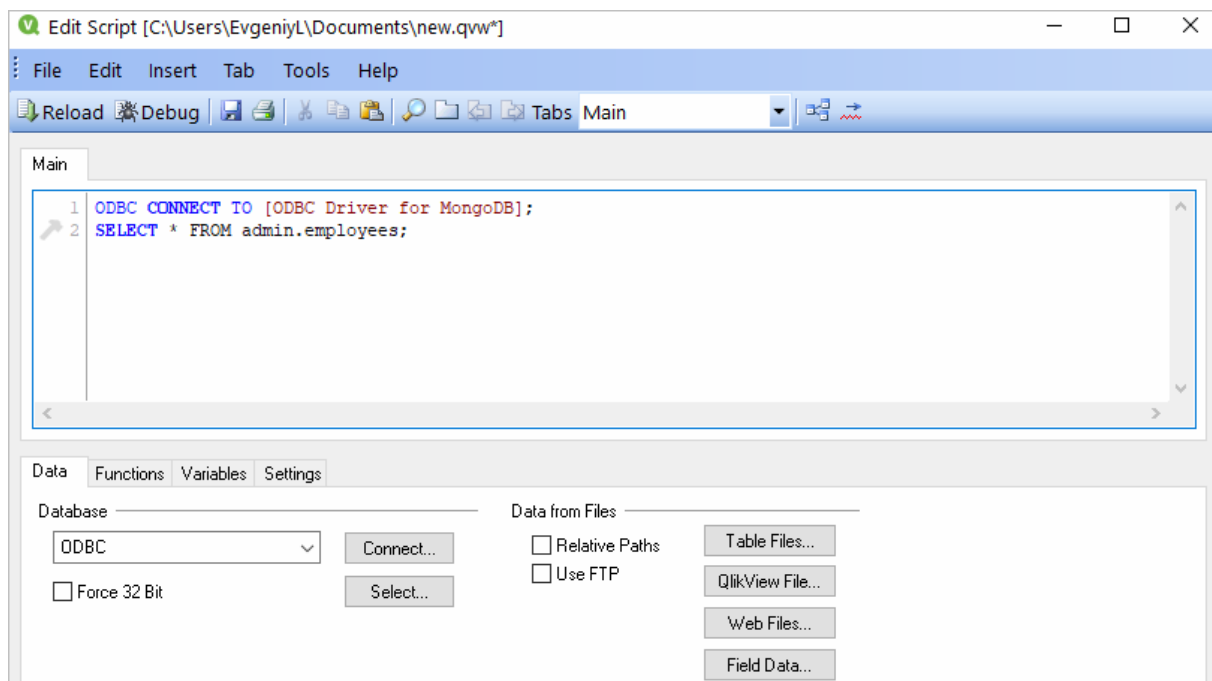 Edit Script [C:\Users\EvgeniyL\Documents\new.qvw*]
File Edit Insert Tab Tools Help
Reload Debug Tabs Main
Main
1 ODBC CONNECT TO [ODBC Driver for MongoDB];
2 SELECT * FROM admin.employees;
Data Functions Variables Settings
Database Data from Files
ODBC Connect... Relative Paths Table Files...
Force 32 Bit Select... Use FTP QlikView File...
Web Files...
Field Data...